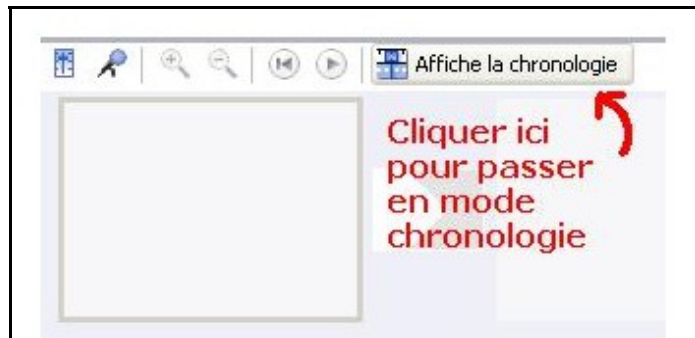 Affiche la chronologie
Cliquer ici
pour passer
en mode
chronologie